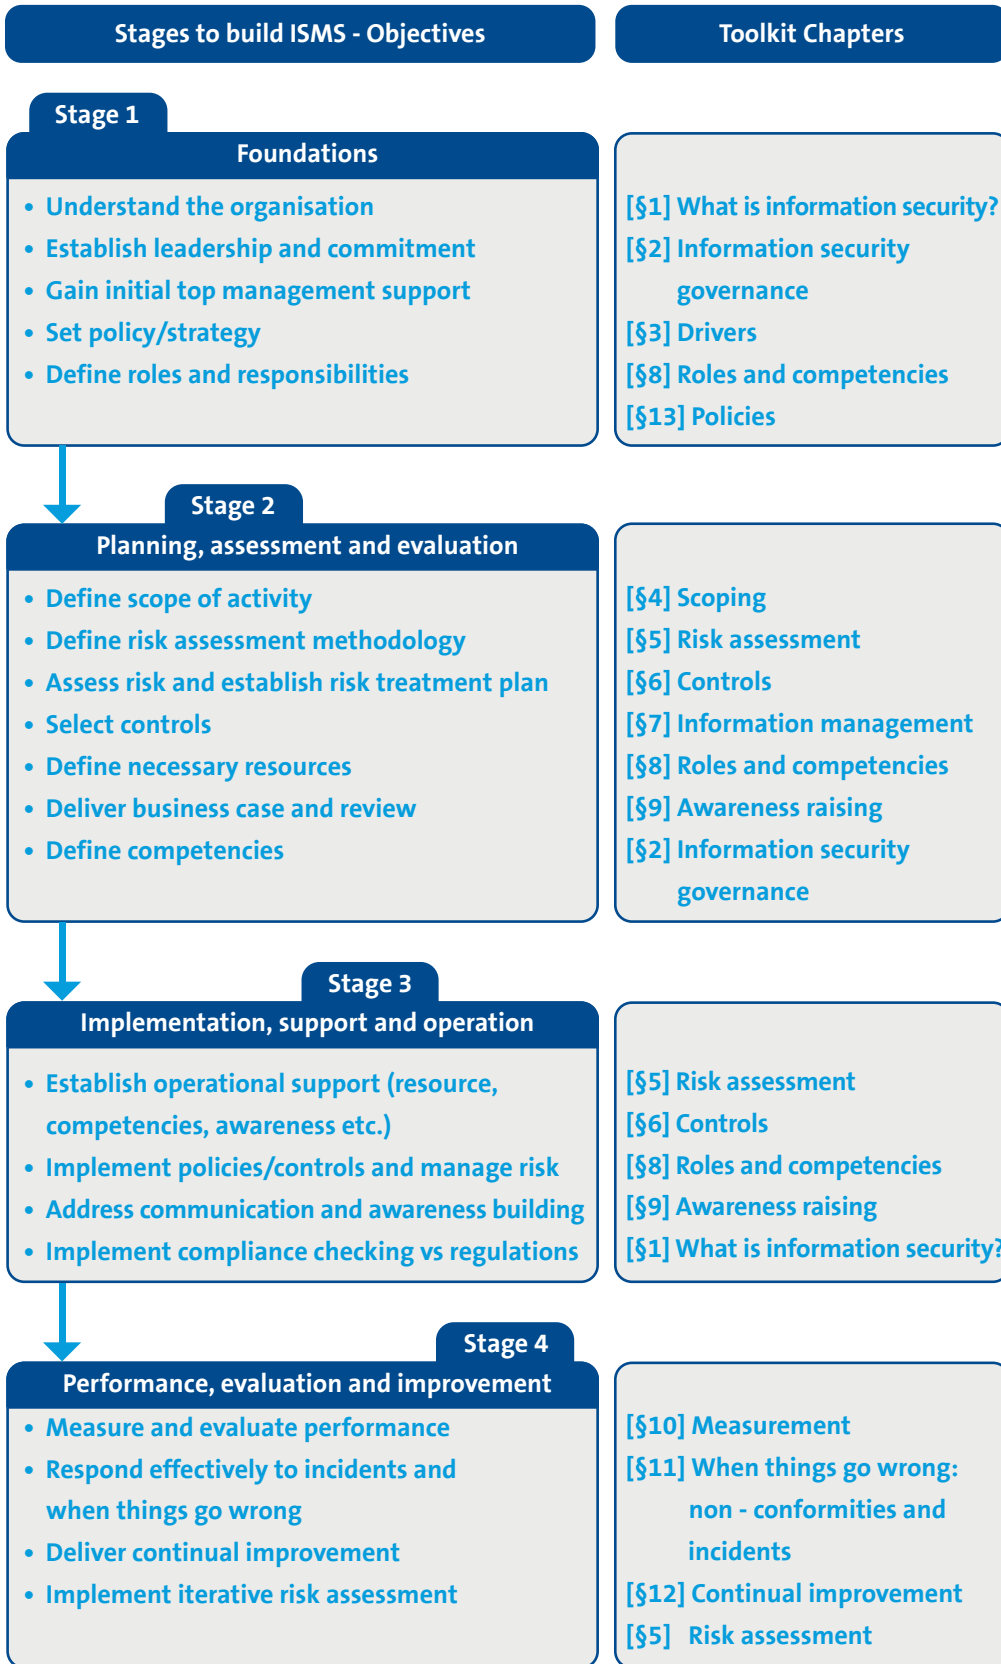 Stages to build ISMS - Objectives
Toolkit Chapters
Stage 1
Foundations
• Understand the organisation
• Establish leadership and commitment
• Gain initial top management support
• Set policy/strategy
• Define roles and responsibilities
[§1] What is information security?
[§2] Information security
governance
[§3] Drivers
[§8] Roles and competencies
[§13] Policies
Stage 2
Planning, assessment and evaluation
• Define scope of activity
• Define risk assessment methodology
• Assess risk and establish risk treatment plan
• Select controls
• Define necessary resources
• Deliver business case and review
• Define competencies
[§4] Scoping
[§5] Risk assessment
[§6] Controls
[§7] Information management
[§8] Roles and competencies
[§9] Awareness raising
[§2] Information security
governance
Stage 3
Implementation, support and operation
• Establish operational support (resource,
competencies, awareness etc.)
• Implement policies/controls and manage risk
• Address communication and awareness building
• Implement compliance checking vs regulations
[§5] Risk assessment
[§6] Controls
[§8] Roles and competencies
[§9] Awareness raising
[§1] What is information security?
Stage 4
Performance, evaluation and improvement
• Measure and evaluate performance
• Respond effectively to incidents and
when things go wrong
• Deliver continual improvement
• Implement iterative risk assessment
[§10] Measurement
[§11] When things go wrong:
non - conformities and
incidents
[§12] Continual improvement
[§5] Risk assessment